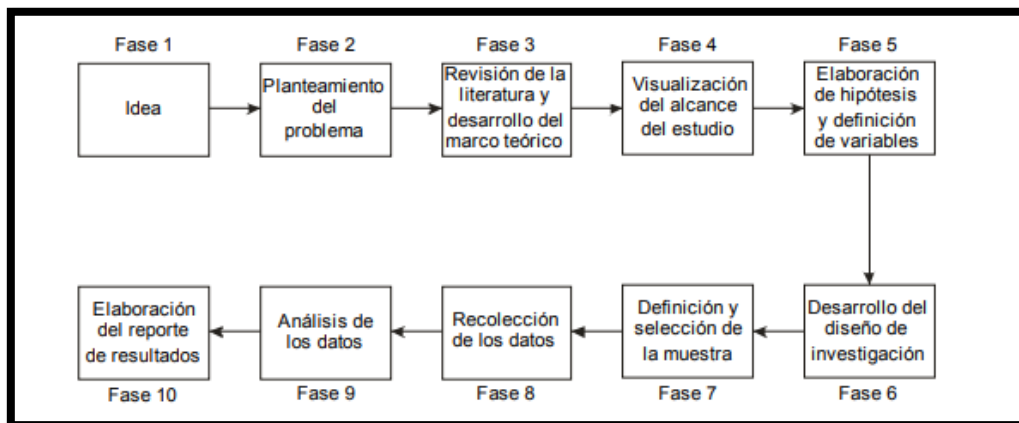 Fase 1
Idea
Fase 2
Planteamiento
del
problema
Fase 3
Revisión de la
literatura y
desarrollo del
marco teórico
Fase 4
Visualización
del alcance
del estudio
Fase 5
Elaboración
de hipótesis
y definición
de variables
Desarrollo del
diseño de
investigación
Fase 6
Definición y
selección de
la muestra
Fase 7
Recolección
de los datos
Fase 8
Análisis de
los datos
Fase 9
Elaboración
del reporte
de resultados
Fase 10